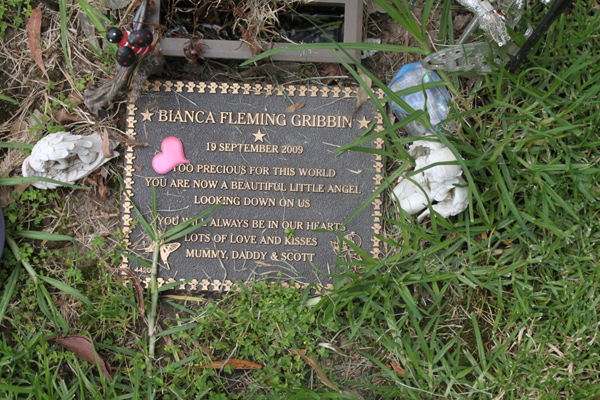 BIANCA FLEMING GRIBBIN
19 SEPTEMBER 2009
TOO PRECIOUS FOR THIS WORLD
YOU ARE NOW A BEAUTIFUL LITTLE ANGEL
LOOKING DOWN ON US
YOU WILL ALWAYS BE IN OUR HEARTS
LOTS OF LOVE AND KISSES
MUMMY, DADDY & SCOTT